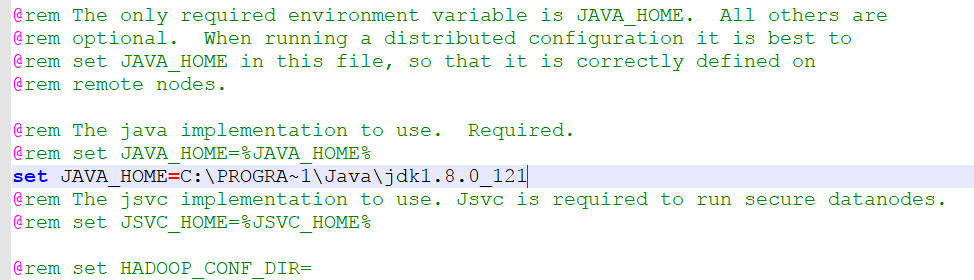 @rem The only required environment variable is JAVA_HOME.  All others are
@rem optional.  When running a distributed configuration it is best to
@rem set JAVA_HOME in this file, so that it is correctly defined on
@rem remote nodes.
@rem The java implementation to use.  Required.
@rem set JAVA_HOME=%JAVA_HOME%
set JAVA_HOME=C:\PROGRA~1\Java\jdk1.8.0_121
@rem The jsvc implementation to use. Jsvc is required to run secure datanodes.
@rem set JSVC_HOME=%JSVC_HOME%
@rem set HADOOP_CONF_DIR=